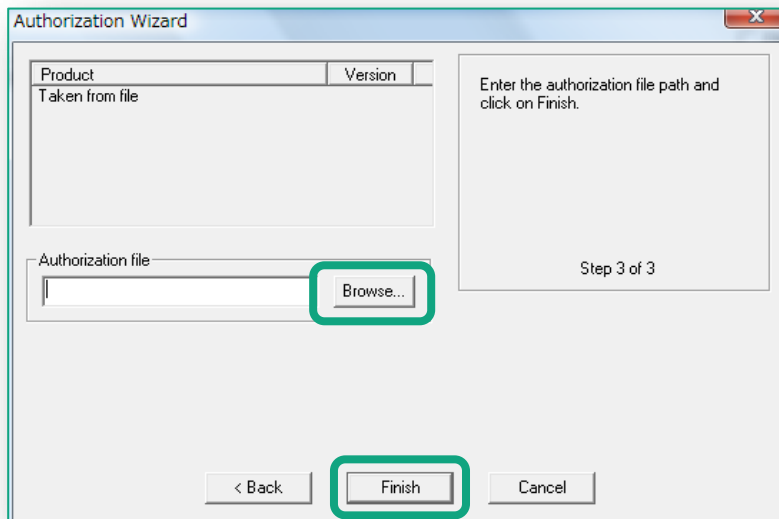 Authorization Wizard
Product Version
Taken from file
Enter the authorization file path and
click on Finish.
Step 3 of 3
Authorization file
Browse...
< Back Finish Cancel